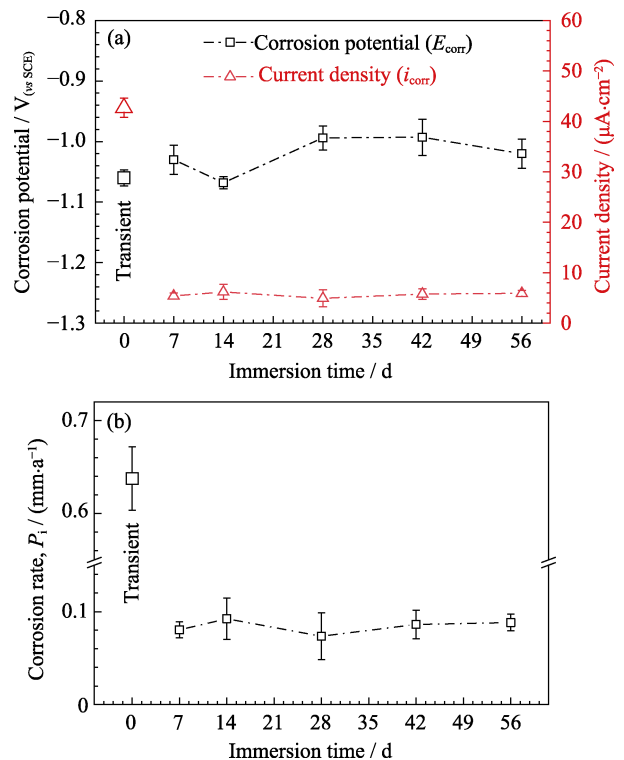 (a)
Corrosion potential (E_corr)
Current density (i_corr)
Corrosion potential / V(vs SCE)
−0.8
−0.9
−1.0
−1.1
−1.2
−1.3
Transient
60
50
40
30
20
10
0
Current density / (μA·cm−2)
0 7 14 21 28 35 42 49 56
Immersion time / d
(b)
Corrosion rate, P_i / (mm·a−1)
0.7
0.6
0.1
0
Transient
0 7 14 21 28 35 42 49 56
Immersion time / d